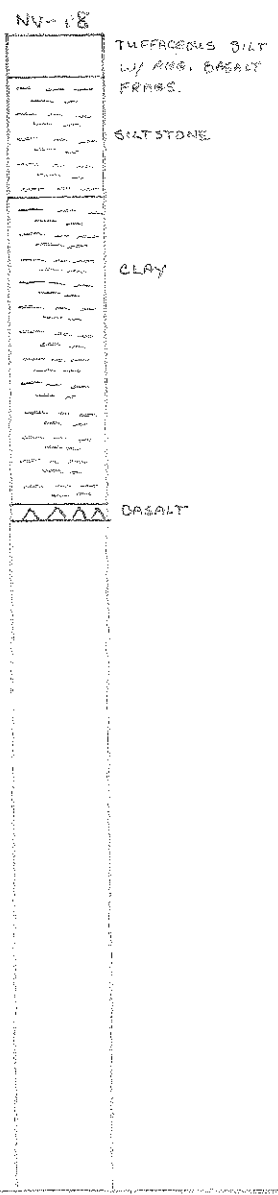 NV-18
TUFFACEOUS SILT
W/ ANG. BASALT
FRAGS.
SILTSTONE
CLAY
BASALT